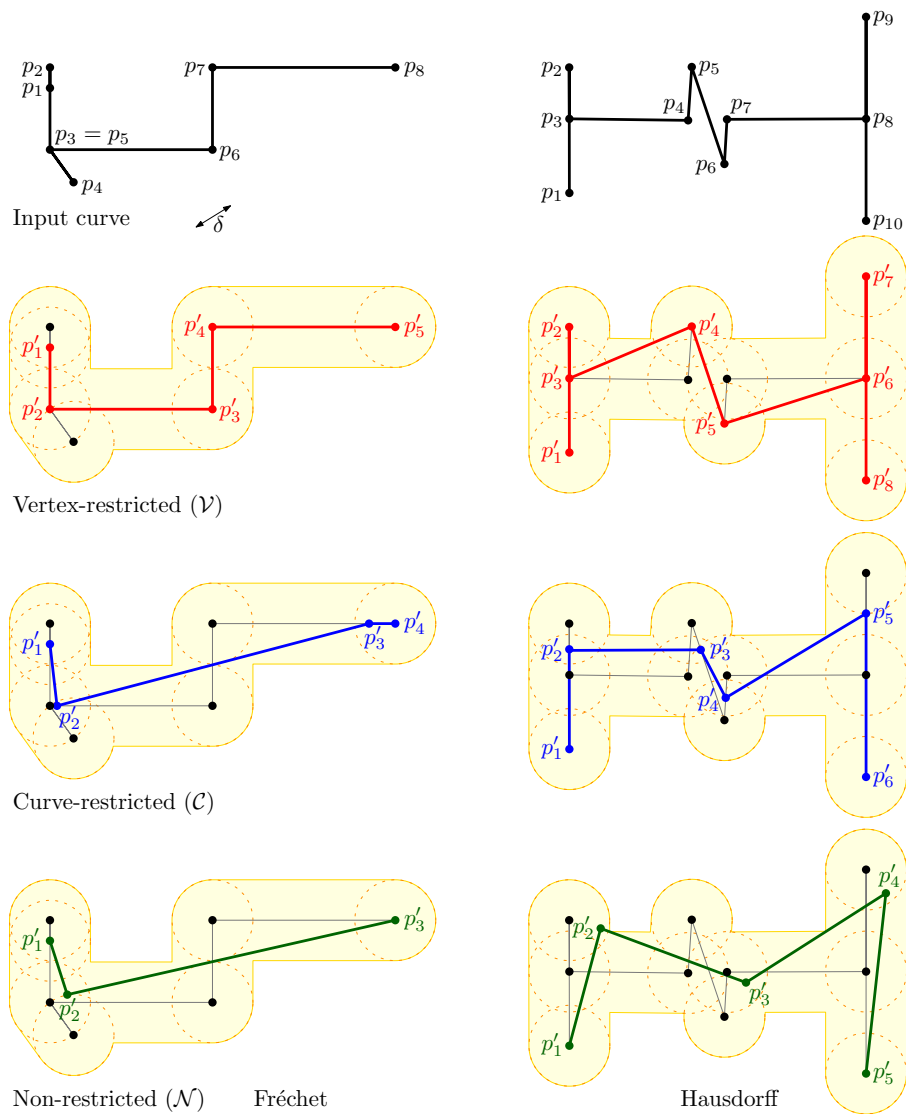 p₂
p₁
p₃ = p₅
p₄
p₇
p₈
p₆
Input curve
δ
p₉
p₂
p₅
p₃
p₄
p₇
p₈
p₆
p₁
p₁₀
p′₁
p′₂
p′₄
p′₅
p′₃
Vertex-restricted (𝒱)
p′₇
p′₂
p′₄
p′₃
p′₆
p′₅
p′₁
p′₈
p′₁
p′₂
p′₃
p′₄
Curve-restricted (𝒞)
p′₅
p′₂
p′₃
p′₄
p′₁
p′₆
p′₁
p′₂
p′₃
Non-restricted (𝒩)
Fréchet
p′₄
p′₂
p′₃
p′₁
p′₅
Hausdorff